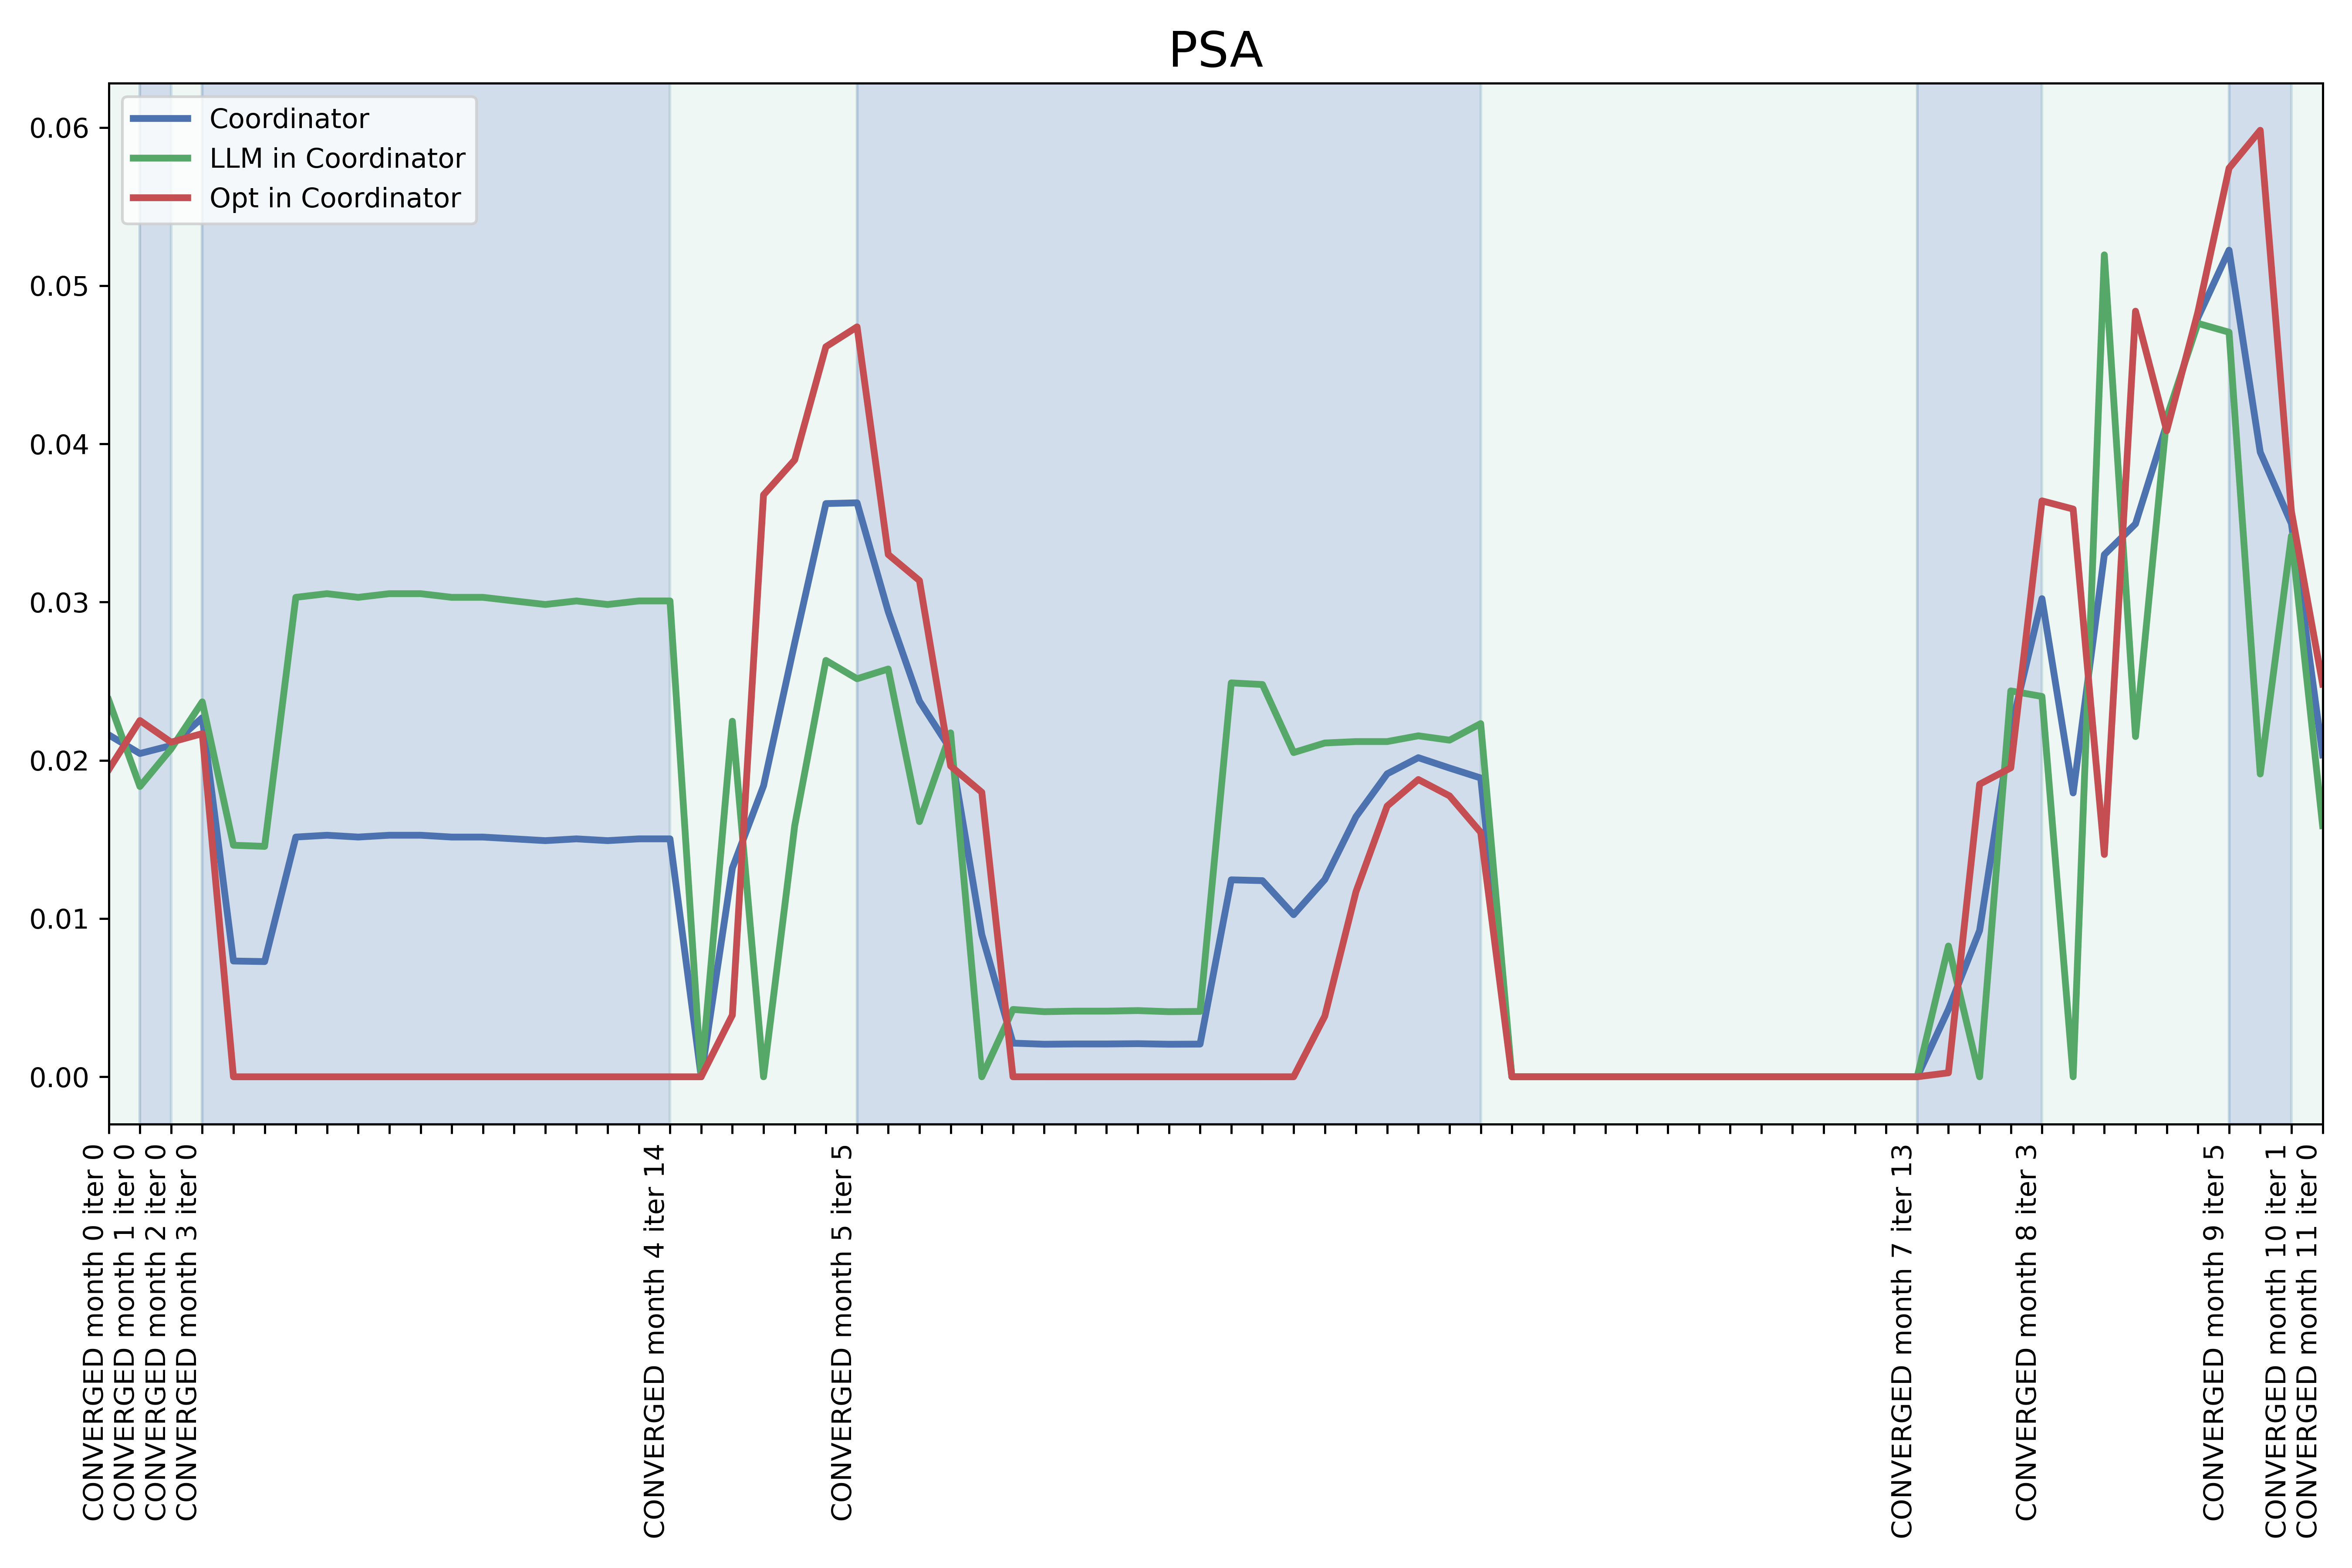 PSA
Coordinator
LLM in Coordinator
Opt in Coordinator
0.06
0.05
0.04
0.03
0.02
0.01
0.00
CONVERGED month 0 iter 0
CONVERGED month 1 iter 0
CONVERGED month 2 iter 0
CONVERGED month 3 iter 0
CONVERGED month 4 iter 14
CONVERGED month 5 iter 5
CONVERGED month 7 iter 13
CONVERGED month 8 iter 3
CONVERGED month 9 iter 5
CONVERGED month 10 iter 1
CONVERGED month 11 iter 0